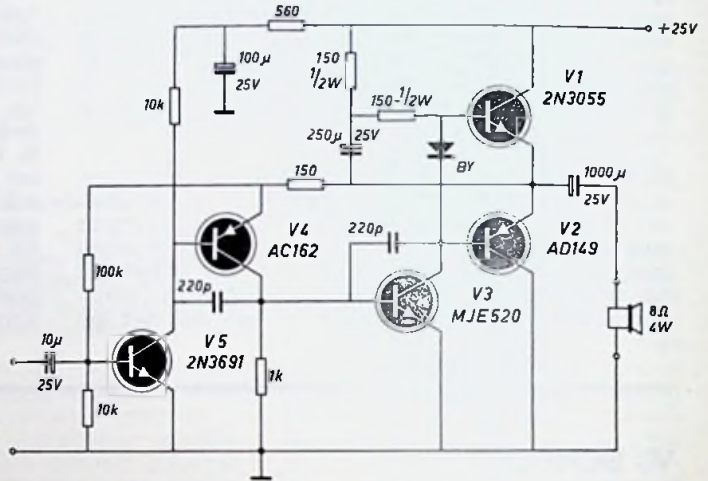 560
+25V
100µ
25V
150
1/2W
10k
150-1/2W
V1
2N3055
250µ
25V
BY
150
1000µ
25V
V4
AC162
220p
V2
AD149
100k
220p
V3
MJE520
8Ω
4W
10µ
25V
V5
2N3691
1k
10k